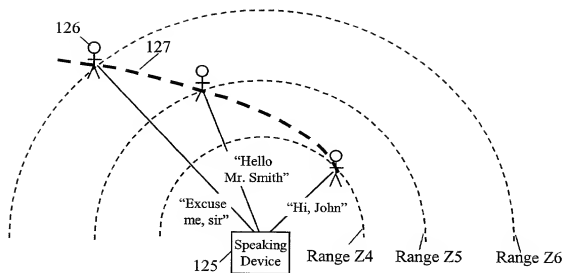 126
127
“Hello
Mr. Smith”
“Excuse
me, sir”
“Hi, John”
Speaking
Device
125
Range Z4
Range Z5
Range Z6